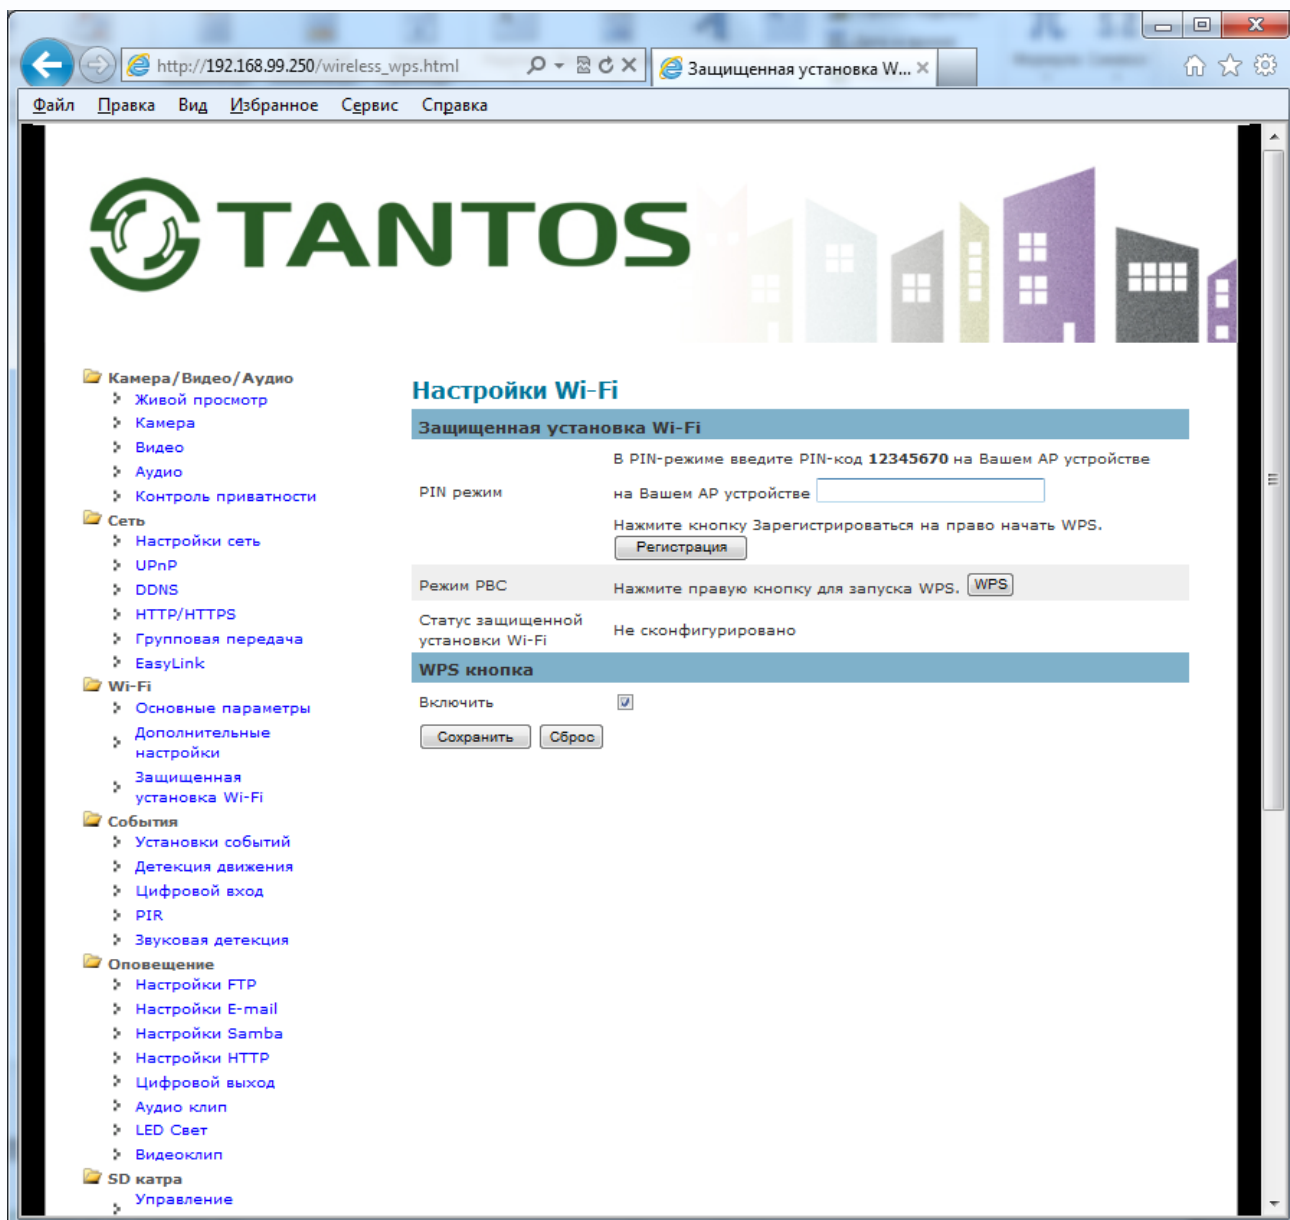 http://192.168.99.250/wireless_wps.html
Защищенная установка W...
Файл Правка Вид Избранное Сервис Справка
TANTOS
Камера/Видео/Аудио
Живой просмотр
Камера
Видео
Аудио
Контроль приватности
Сеть
Настройки сеть
UPnP
DDNS
HTTP/HTTPS
Групповая передача
EasyLink
Wi-Fi
Основные параметры
Дополнительные
настройки
Защищенная
установка Wi-Fi
События
Установки событий
Детекция движения
Цифровой вход
PIR
Звуковая детекция
Оповещение
Настройки FTP
Настройки E-mail
Настройки Samba
Настройки HTTP
Цифровой выход
Аудио клип
LED Свет
Видеоклип
SD катра
Управление
Настройки Wi-Fi
Защищенная установка Wi-Fi
PIN режим
В PIN-режиме введите PIN-код 12345670 на Вашем AP устройстве
на Вашем AP устройстве
Нажмите кнопку Зарегистрироваться на право начать WPS.
Регистрация
Режим PBC
Нажмите правую кнопку для запуска WPS. WPS
Статус защищенной
установки Wi-Fi
Не сконфигурировано
WPS кнопка
Включить
Сохранить Сброс